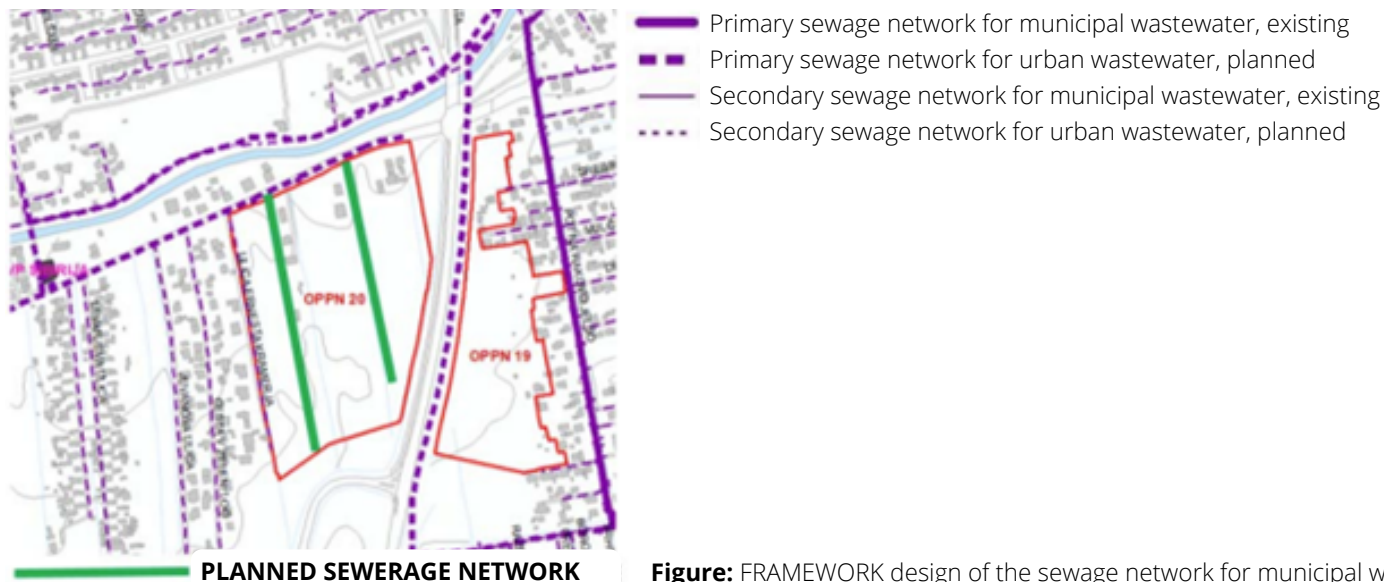 Primary sewage network for municipal wastewater, existing
Primary sewage network for urban wastewater, planned
Secondary sewage network for municipal wastewater, existing
Secondary sewage network for urban wastewater, planned
OPPN 20
OPPN 19
PLANNED SEWERAGE NETWORK
Figure: FRAMEWORK design of the sewage network for municipal w